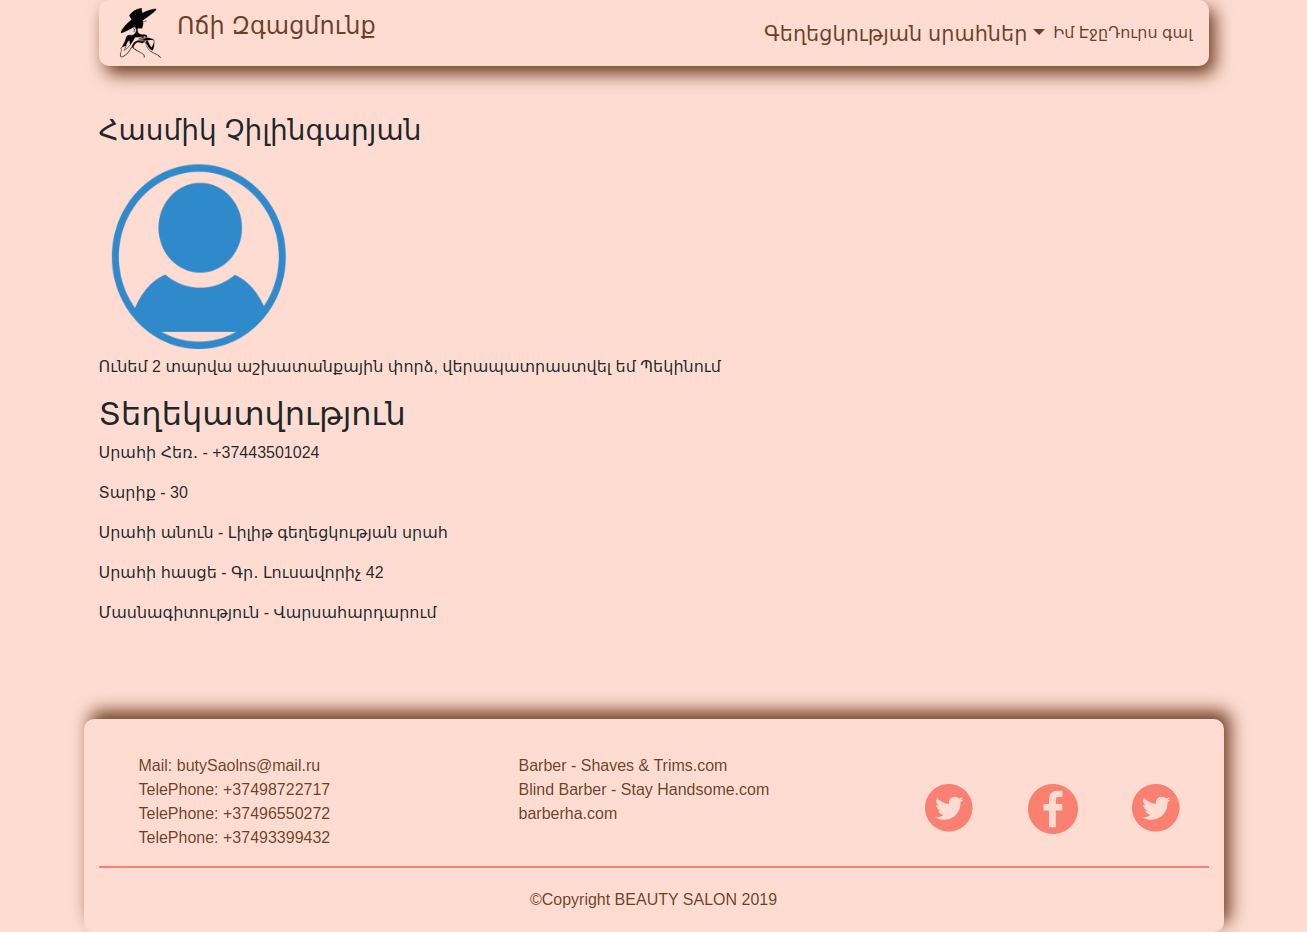 Ոճի Զգացմունք
Գեղեցկության սրահներ Իմ ԷջըԴուրս գալ
Հասմիկ Չիլինգարյան
Ունեմ 2 տարվա աշխատանքային փորձ, վերապատրաստվել եմ Պեկինում
Տեղեկատվություն
Սրահի Հեռ. - +37443501024
Տարիք - 30
Սրահի անուն - Լիլիթ գեղեցկության սրահ
Սրահի հասցե - Գր. Լուսավորիչ 42
Մասնագիտություն - Վարսահարդարում
Mail: butySaolns@mail.ru
TelePhone: +37498722717
TelePhone: +37496550272
TelePhone: +37493399432
Barber - Shaves & Trims.com
Blind Barber - Stay Handsome.com
barberha.com
©Copyright BEAUTY SALON 2019